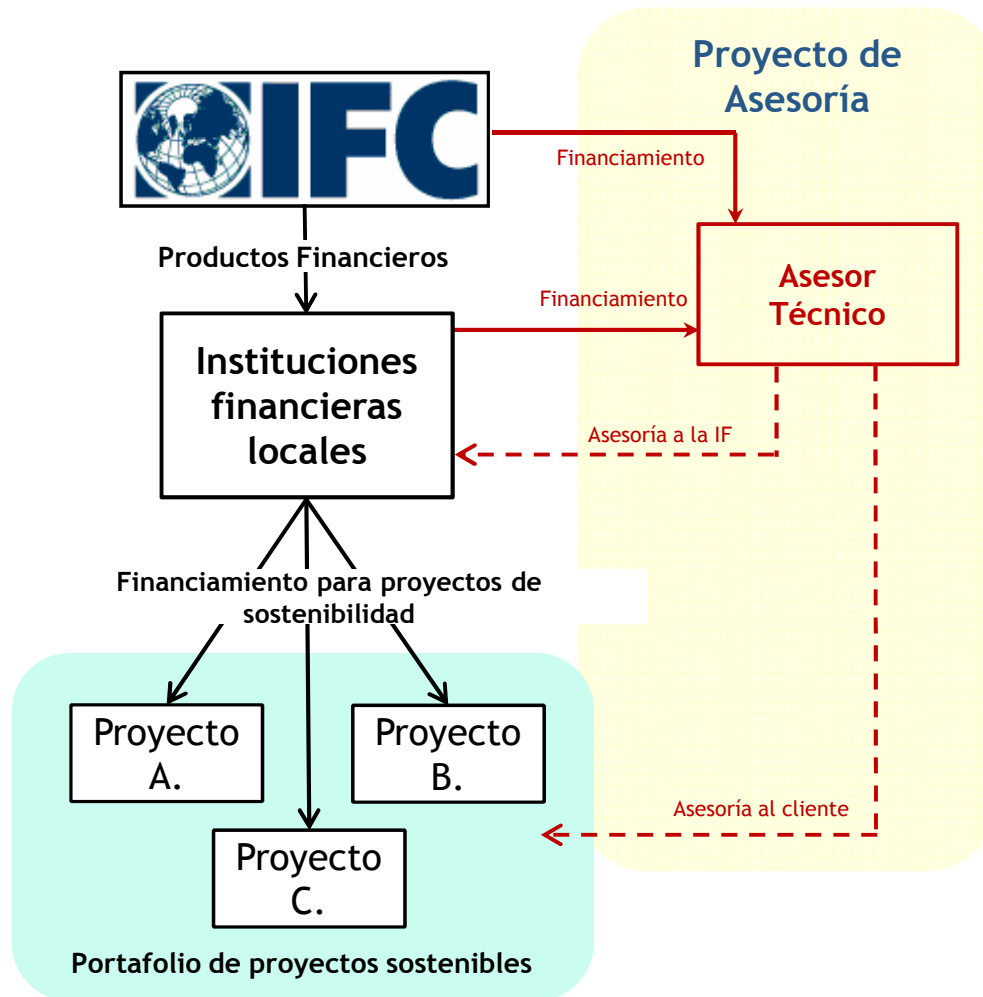 Proyecto de
Asesoría
IFC
Financiamiento
Productos Financieros
Asesor
Técnico
Financiamiento
Instituciones
financieras
locales
Asesoría a la IF
Financiamiento para proyectos de
sostenibilidad
Proyecto
A.
Proyecto
B.
Asesoría al cliente
Proyecto
C.
Portafolio de proyectos sostenibles